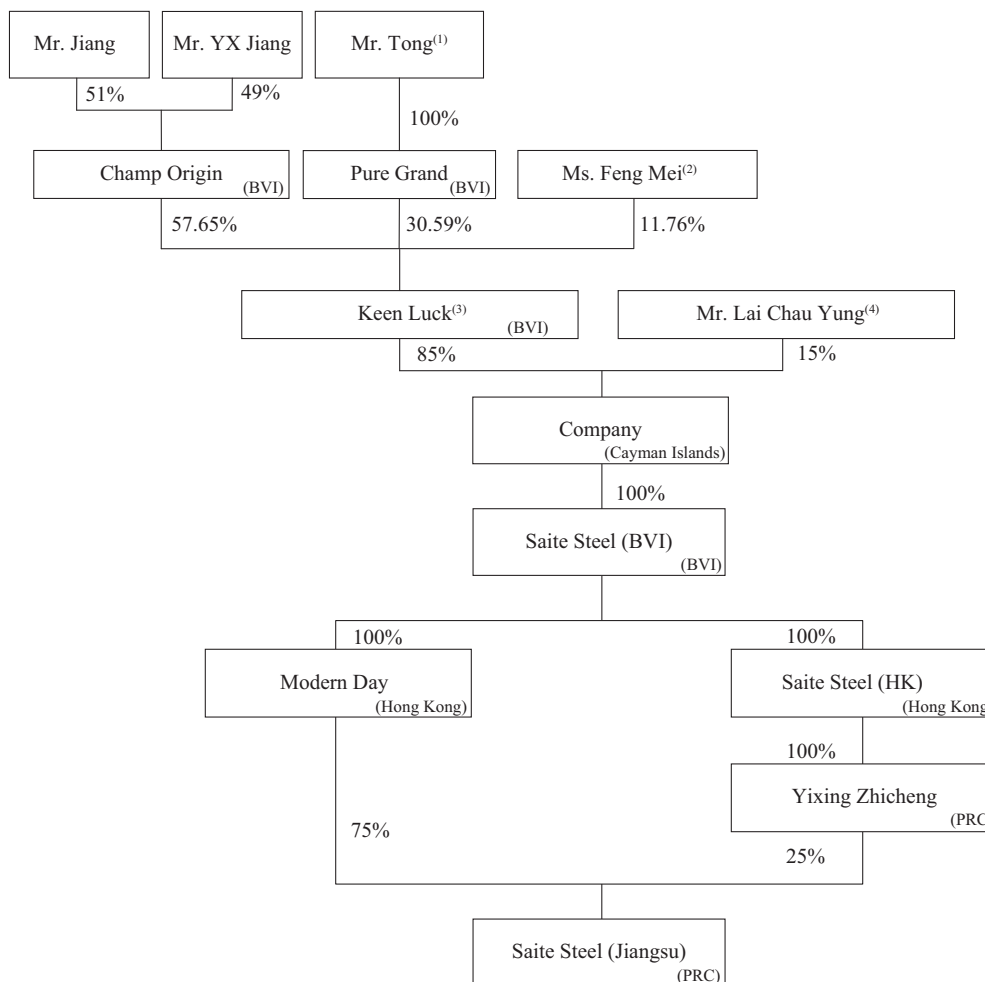 Mr. Jiang
Mr. YX Jiang
Mr. Tong(1)
51%
49%
100%
Champ Origin
(BVI)
Pure Grand
(BVI)
Ms. Feng Mei(2)
57.65%
30.59%
11.76%
Keen Luck(3)
(BVI)
Mr. Lai Chau Yung(4)
85%
15%
Company
(Cayman Islands)
100%
Saite Steel (BVI)
(BVI)
100%
100%
Modern Day
(Hong Kong)
Saite Steel (HK)
(Hong Kong)
100%
Yixing Zhicheng
(PRC)
75%
25%
Saite Steel (Jiangsu)
(PRC)